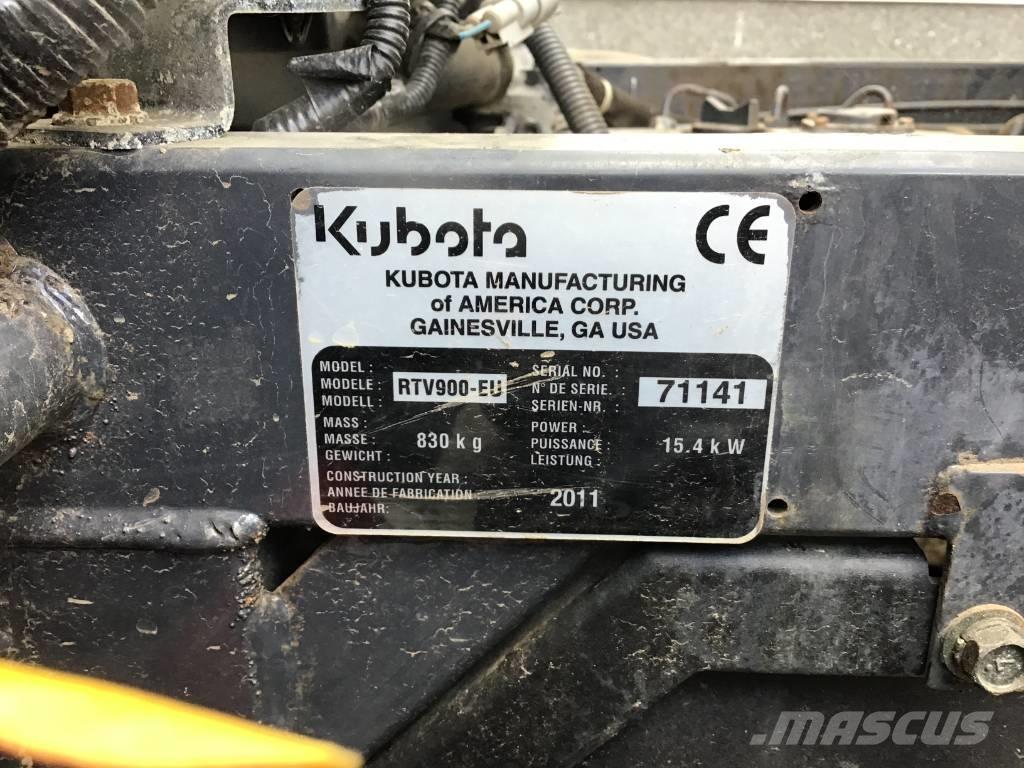 Kubota CE
KUBOTA MANUFACTURING
of AMERICA CORP.
GAINESVILLE, GA USA
MODEL :
MODELE : RTV900-EU
MODELL :
SERIAL NO. :
N° DE SERIE. : 71141
SERIEN-NR. :
MASS :
MASSE : 830 kg
GEWICHT :
POWER :
PUISSANCE : 15.4 kW
LEISTUNG :
CONSTRUCTION YEAR :
ANNEE DE FABRICATION 2011
BAUJAHR:
MASCUS